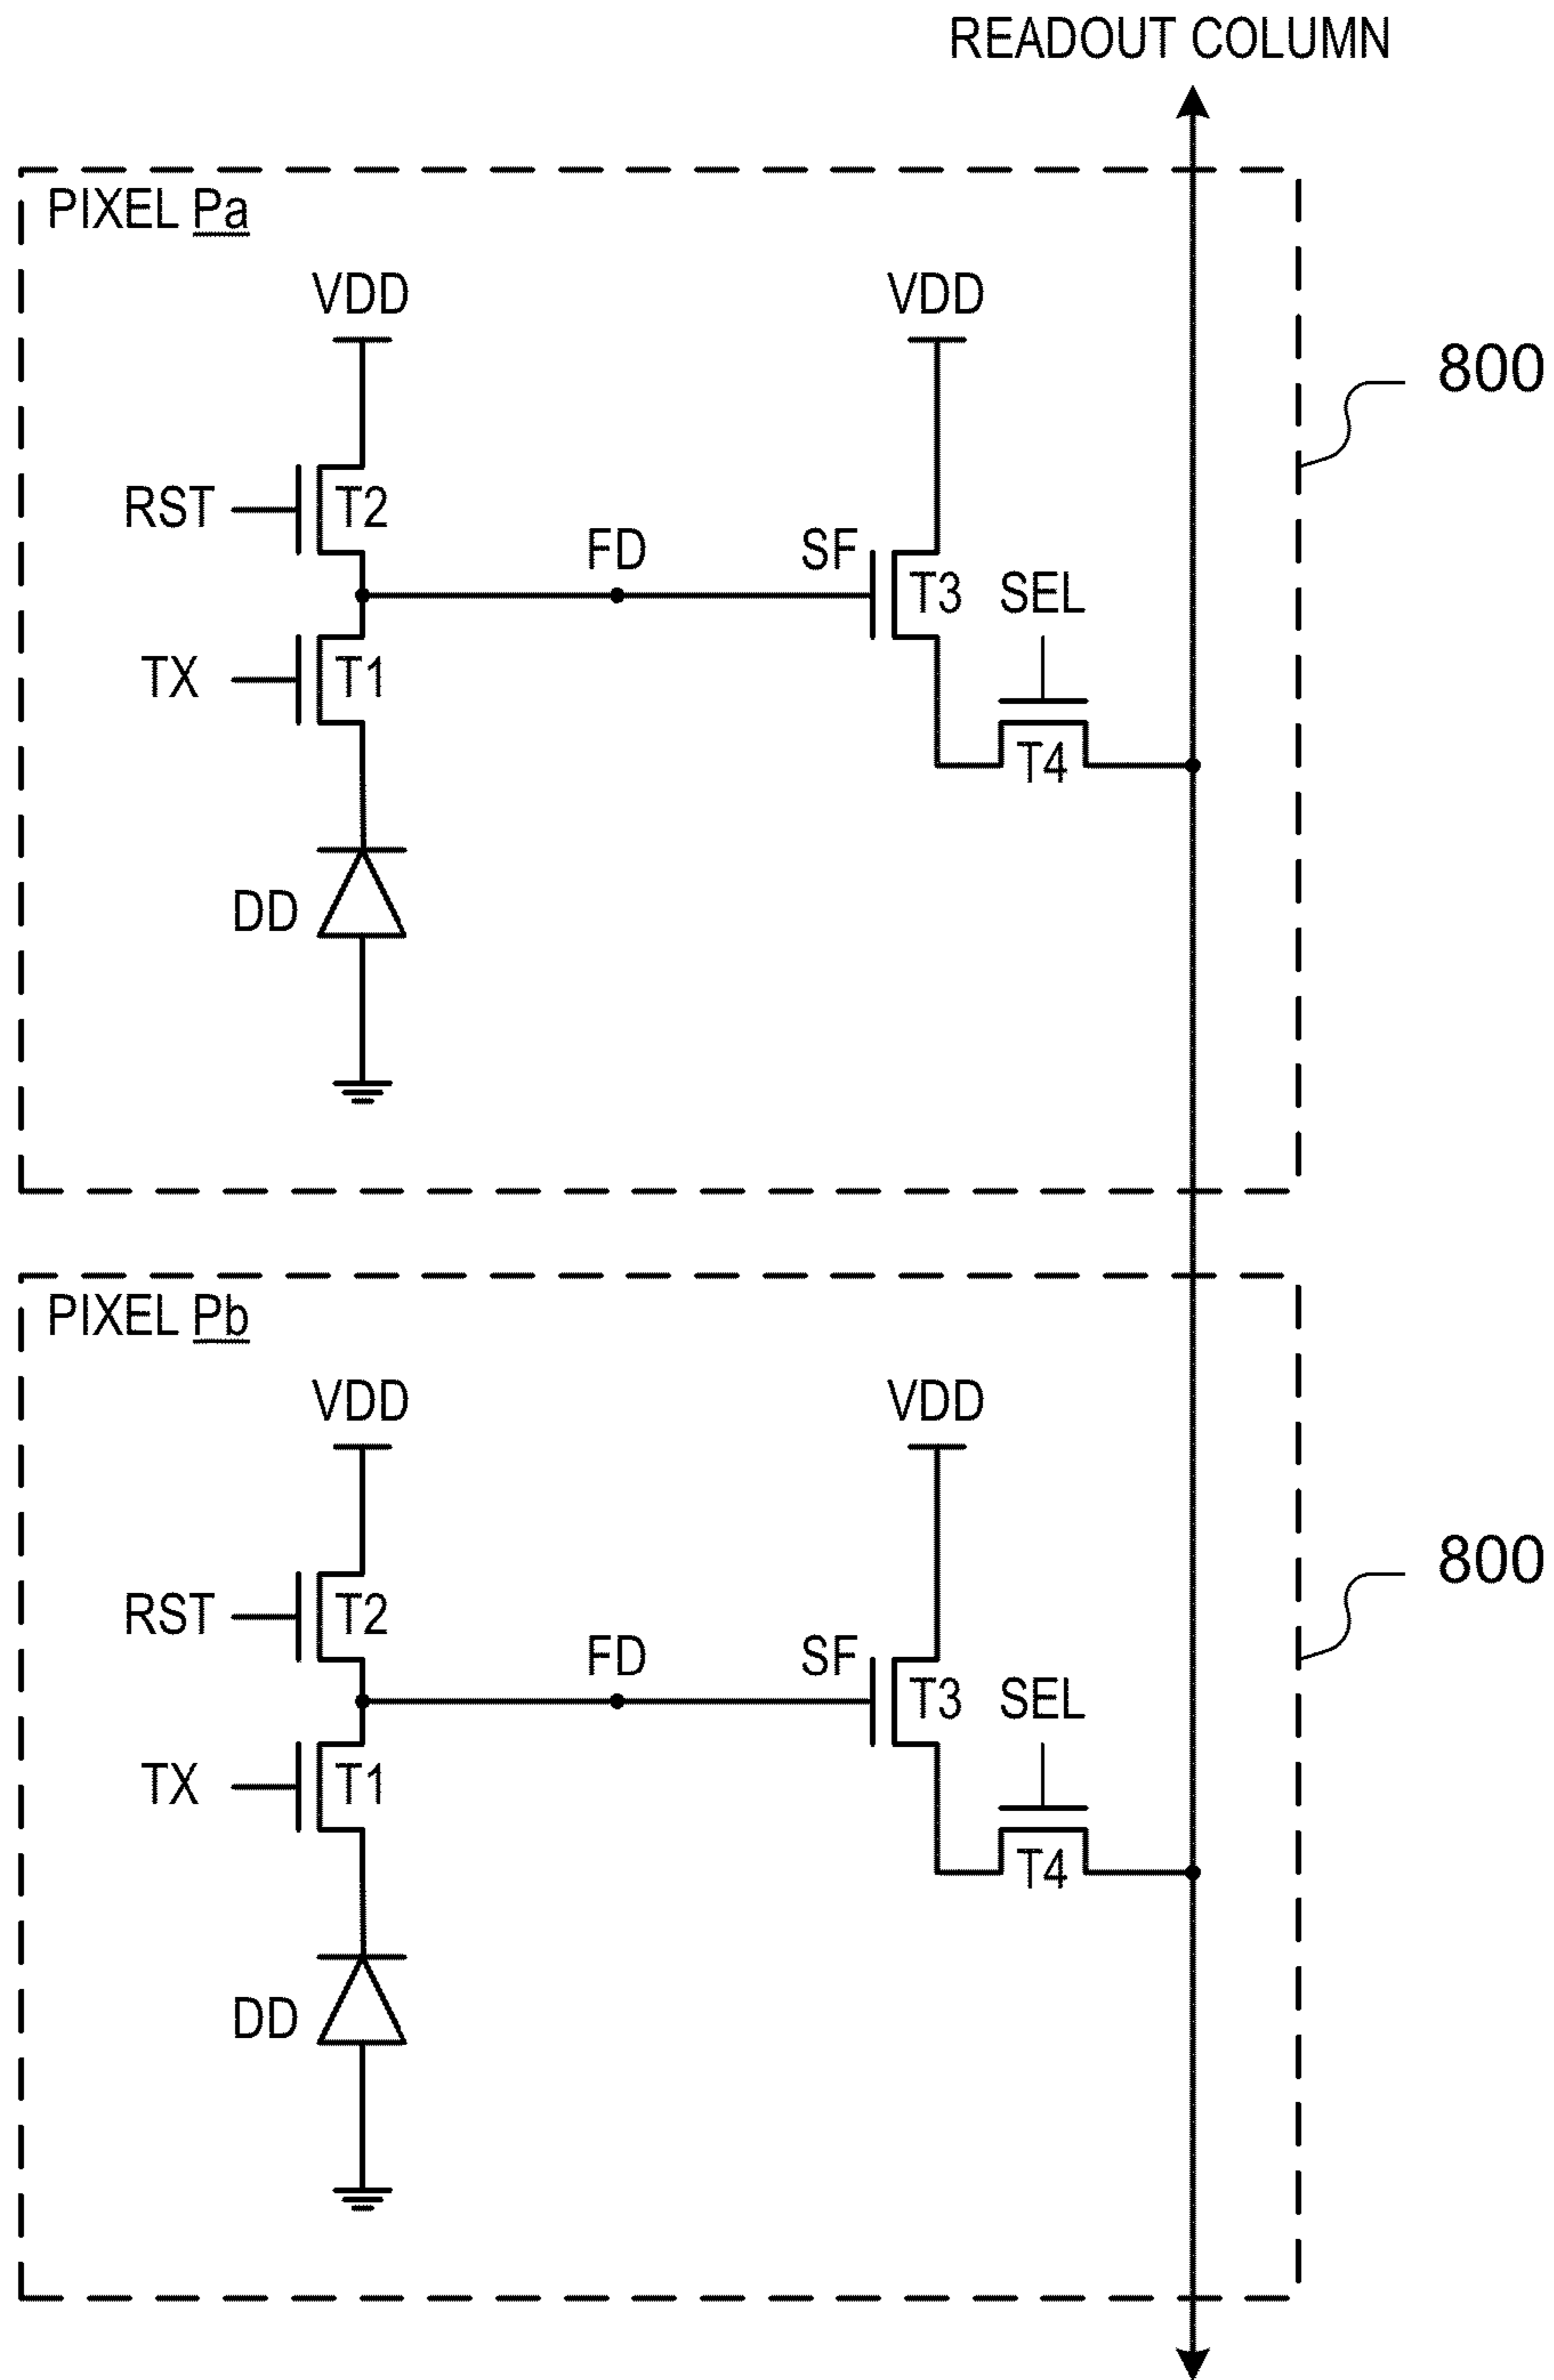 READOUT COLUMN
PIXEL Pa
VDD VDD
800
RST T2
FD SF T3 SEL
TX T1
T4
DD
PIXEL Pb
VDD VDD
800
RST T2
FD SF T3 SEL
TX T1
T4
DD